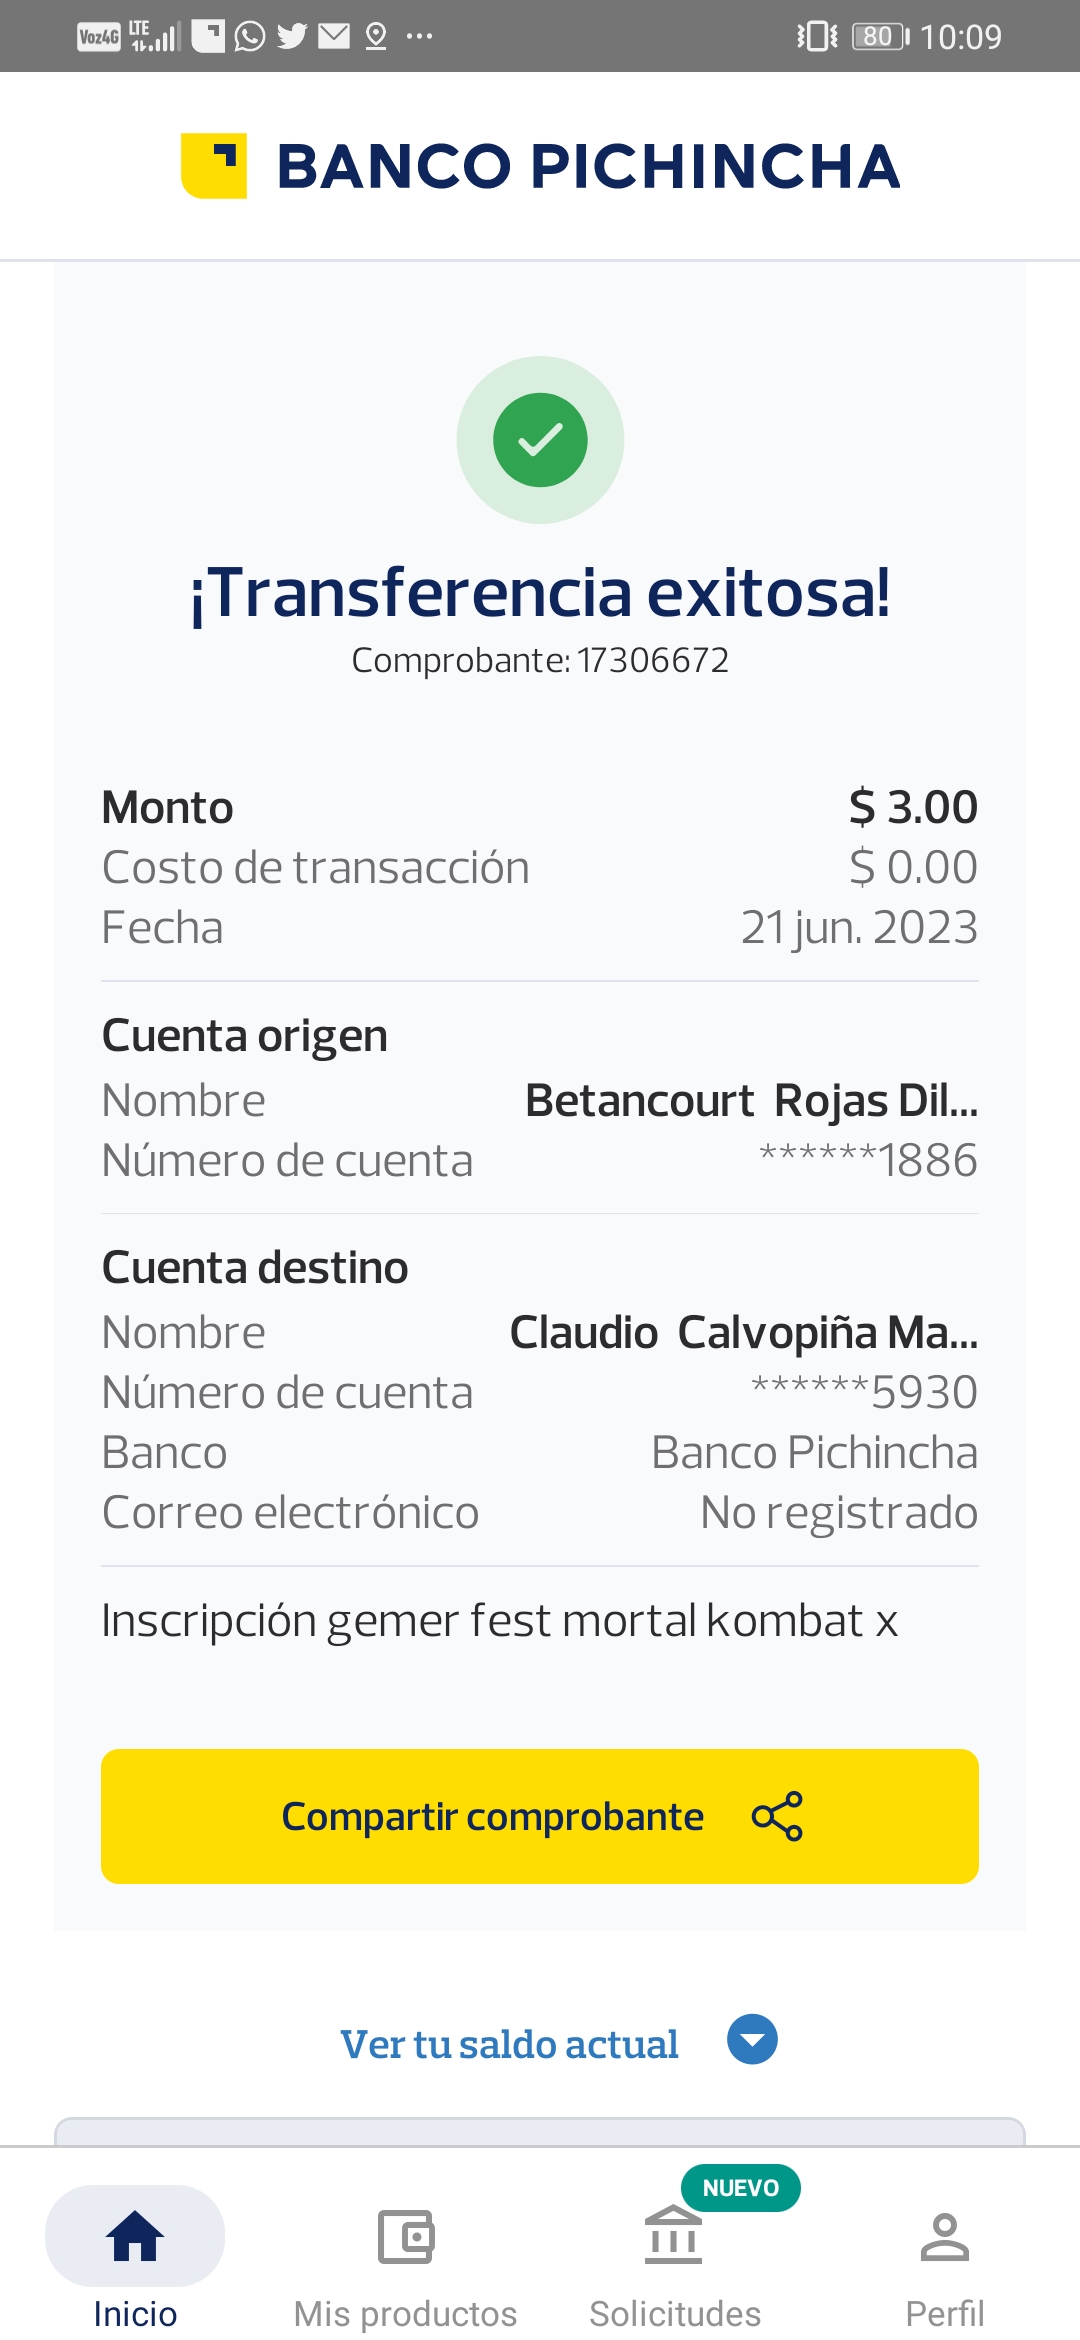 Voz4G LTE 80 10:09
BANCO PICHINCHA
¡Transferencia exitosa!
Comprobante: 17306672
Monto $ 3.00
Costo de transacción $ 0.00
Fecha 21 jun. 2023
Cuenta origen
Nombre Betancourt Rojas Dil...
Número de cuenta ******1886
Cuenta destino
Nombre Claudio Calvopiña Ma...
Número de cuenta ******5930
Banco Banco Pichincha
Correo electrónico No registrado
Inscripción gemer fest mortal kombat x
Compartir comprobante
Ver tu saldo actual
NUEVO
Inicio Mis productos Solicitudes Perfil